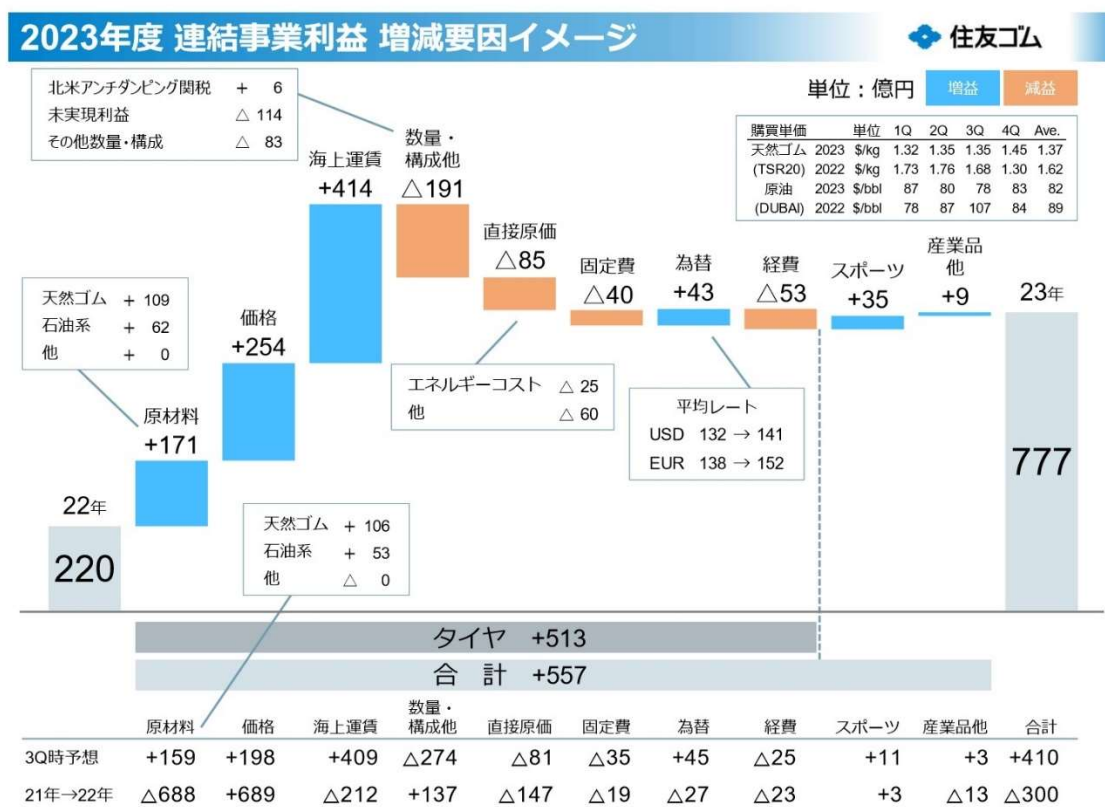 2023年度 連結事業利益 増減要因イメージ
住友ゴム
単位：億円 増益 減益
北米アンチダンピング関税 + 6
未実現利益 △ 114
その他数量・構成 △ 83
購買単価 単位 1Q 2Q 3Q 4Q Ave.
天然ゴム 2023 $/kg 1.32 1.35 1.35 1.45 1.37
(TSR20) 2022 $/kg 1.73 1.76 1.68 1.30 1.62
原油 2023 $/bbl 87 80 78 83 82
(DUBAI) 2022 $/bbl 78 87 107 84 89
22年
220
天然ゴム + 109
石油系 + 62
他 + 0
原材料
+171
価格
+254
海上運賃
+414
数量・
構成他
△191
直接原価
△85
固定費
△40
為替
+43
経費
△53
スポーツ
+35
産業品
他
+9
23年
777
エネルギーコスト △ 25
他 △ 60
平均レート
USD 132 → 141
EUR 138 → 152
天然ゴム + 106
石油系 + 53
他 △ 0
タイヤ +513
合 計 +557
原材料 価格 海上運賃 数量・
構成他 直接原価 固定費 為替 経費 スポーツ 産業品他 合計
3Q時予想 +159 +198 +409 △274 △81 △35 +45 △25 +11 +3 +410
21年→22年 △688 +689 △212 +137 △147 △19 △27 △23 +3 △13 △300